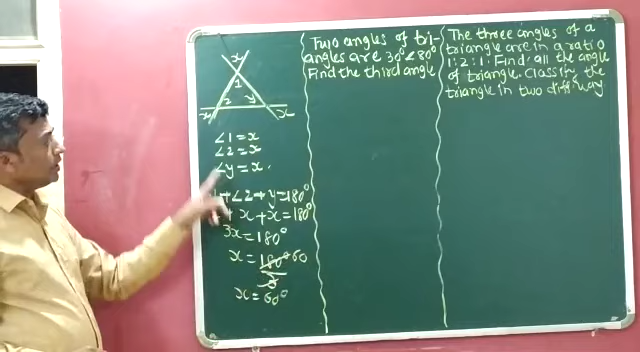 x
1
2 y
x x
∠1=x
∠2=x
∠y=x.
+∠2+y=180°
+x+x=180°
3x=180°
x=180° 60
3
x=60°
Two angles of tri-
angles are 30°∠80°
Find the third angle
The three angles of a
triangle are in a ratio
1:2:1. Find all the angle
of triangle. Classify the
triangle in two